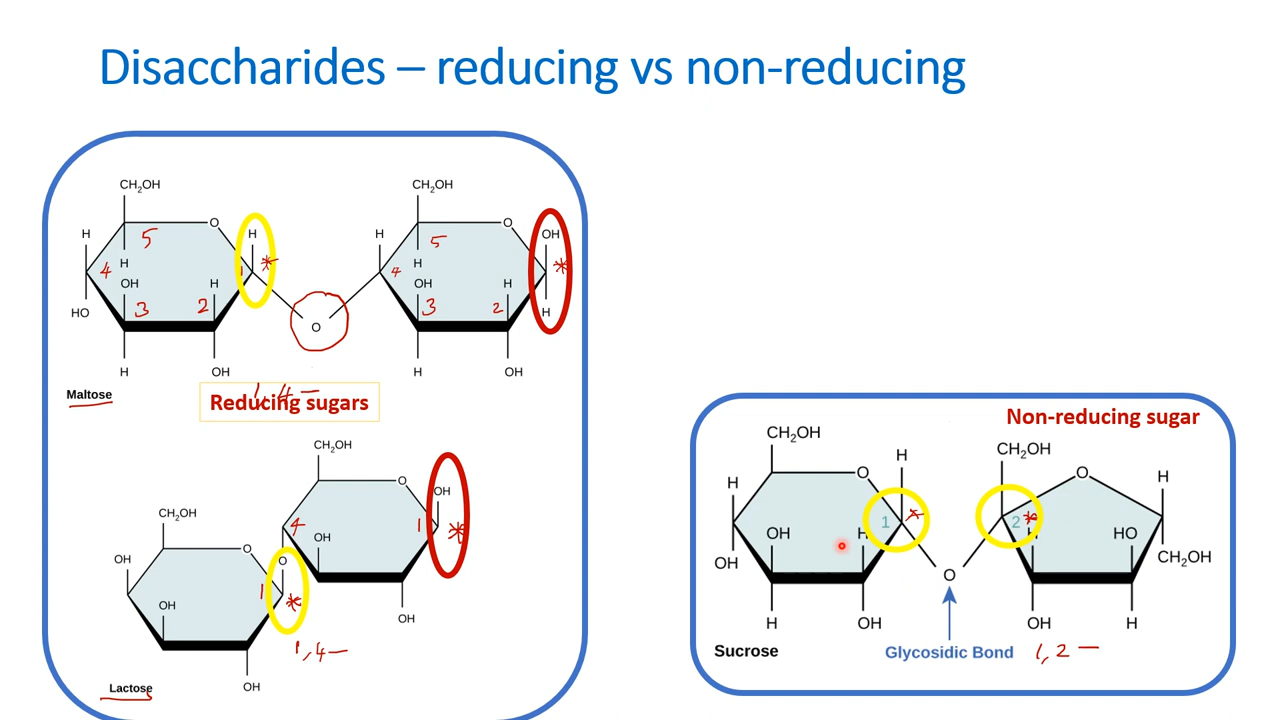 Disaccharides – reducing vs non-reducing
CH₂OH CH₂OH
O O
H H H OH
5 5
* *
4 H 4 H
OH H OH H
HO 3 2 3 2 H
O
H OH H OH
Maltose
1, 4 –
Reducing sugars
CH₂OH
O OH
CH₂OH 4 1 *
OH
OH O O
1 *
OH OH
1, 4 –
OH
Lactose
Non-reducing sugar
CH₂OH CH₂OH
H O H O H
1 * 2 *
OH H H HO
OH CH₂OH
O
H OH OH H
Sucrose Glycosidic Bond 1, 2 –